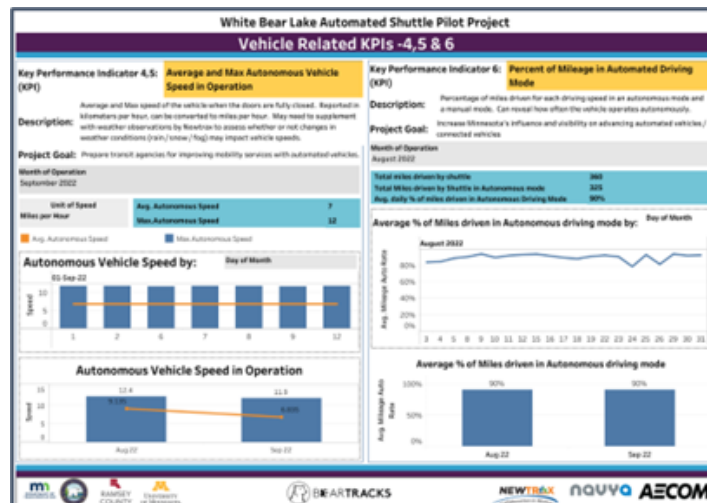 White Bear Lake Automated Shuttle Pilot Project
Vehicle Related KPIs -4,5 & 6
Key Performance Indicator 4,5: (KPI)
Average and Max Autonomous Vehicle Speed in Operation
Description:
Average and Max speed of the vehicle when the doors are fully closed. Reported in
kilometers per hour, can be converted to miles per hour. May need to supplement
with weather observations by Newtrax to assess whether or not changes in
weather conditions (rain/snow/fog) may impact vehicle speeds.
Project Goal: Prepare transit agencies for improving mobility services with automated vehicles.
Month of Operation
September 2022
Unit of Speed
Miles per Hour
Avg. Autonomous Speed 7
Max.Autonomous Speed 12
Avg. Autonomous Speed
Max Autonomous Speed
Autonomous Vehicle Speed by:
Day of Month
01-Sep-22
Speed
10
5
0
1 2 6 7 8 9 12
Autonomous Vehicle Speed in Operation
Speed
15
10
5
0
12.4
11.9
Aug 22
Sep 22
Key Performance Indicator 6: (KPI)
Percent of Mileage in Automated Driving Mode
Description:
Percentage of miles driven for each driving speed in an autonomous mode and
a manual mode. Can reveal how often the vehicle operates autonomously.
Project Goal:
Increase Minnesota's influence and visibility on advancing automated vehicles /
connected vehicles
Month of Operation
August 2022
Total miles driven by shuttle 360
Total Miles driven by Shuttle in Autonomous mode 325
Avg. daily % of miles driven in Autonomous Driving Mode 90%
Average % of Miles driven in Autonomous driving mode by:
Day of Month
August 2022
Avg. Mileage Auto Rate
80%
60%
40%
20%
0%
3 4 5 8 9 10 11 12 15 16 17 18 19 22 23 24 25 26 29 30 31
Average % of Miles driven in Autonomous driving mode
Avg. Mileage Auto Rate
100%
50%
0%
90%
90%
Aug 22
Sep 22
RAMSEY COUNTY
UNIVERSITY
BEARTRACKS
NEWTRAX
navya
AECOM